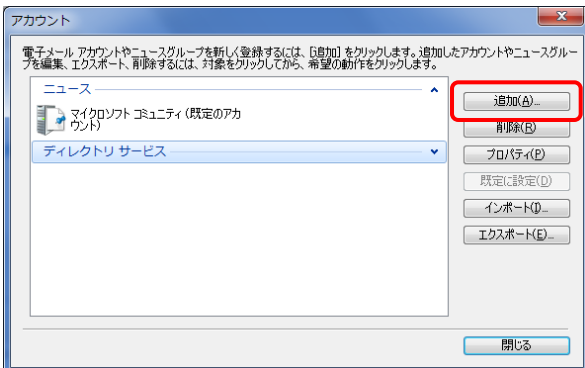 アカウント
電子メール アカウントやニュースグループを新しく登録するには、[追加] をクリックします。追加したアカウントやニュースグルー
プを編集、エクスポート、削除するには、対象をクリックしてから、希望の動作をクリックします。
ニュース
マイクロソフト コミュニティ (既定のアカ
ウント)
ディレクトリ サービス
追加(A)...
削除(R)
プロパティ(P)
既定に設定(D)
インポート(I)...
エクスポート(E)...
閉じる